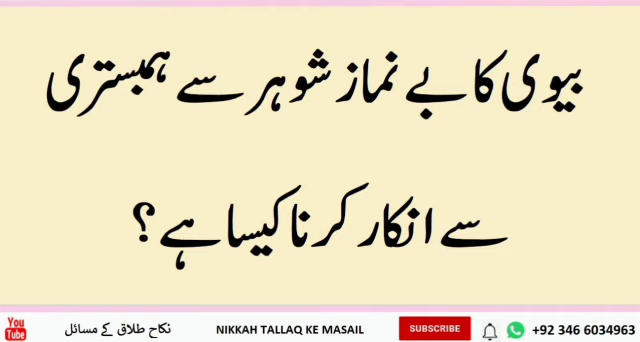 بیوی کا بے نماز شوہر سے ہمبستری
سے انکار کرنا کیسا ہے؟
You
Tube
نکاح طلاق کے مسائل
NIKKAH TALLAQ KE MASAIL
SUBSCRIBE
+92 346 6034963